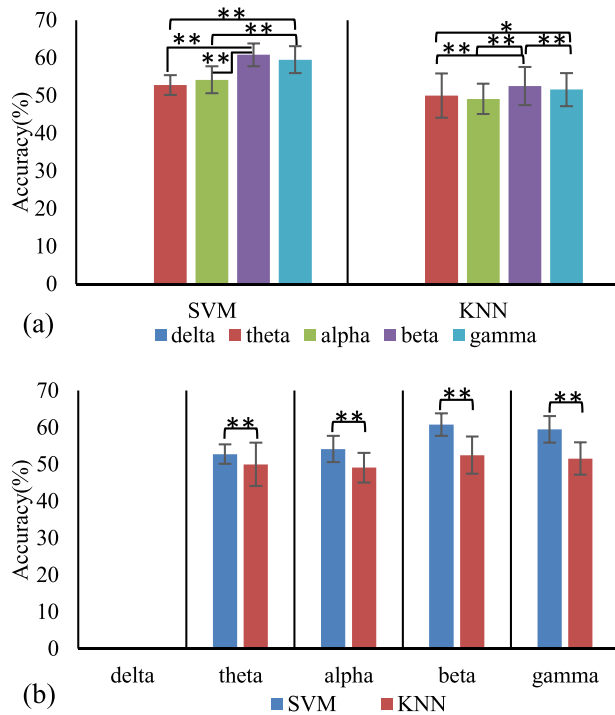 70
60
50
40
30
20
10
0
Accuracy(%)
**
**
**
**
*
**
**
**
SVM
KNN
(a)
delta
theta
alpha
beta
gamma
70
60
50
40
30
20
10
0
Accuracy(%)
**
**
**
**
delta
theta
alpha
beta
gamma
(b)
SVM
KNN